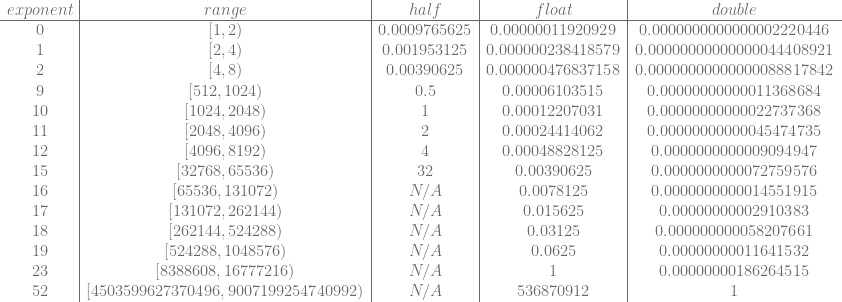 exponent range half float double
0 [1, 2) 0.0009765625 0.00000011920929 0.0000000000000002220446
1 [2, 4) 0.001953125 0.000000238418579 0.00000000000000044408921
2 [4, 8) 0.00390625 0.000000476837158 0.00000000000000088817842
9 [512, 1024) 0.5 0.00006103515 0.00000000000011368684
10 [1024, 2048) 1 0.00012207031 0.00000000000022737368
11 [2048, 4096) 2 0.00024414062 0.00000000000045474735
12 [4096, 8192) 4 0.00048828125 0.0000000000009094947
15 [32768, 65536) 32 0.00390625 0.0000000000072759576
16 [65536, 131072) N/A 0.0078125 0.0000000000014551915
17 [131072, 262144) N/A 0.015625 0.00000000002910383
18 [262144, 524288) N/A 0.03125 0.000000000058207661
19 [524288, 1048576) N/A 0.0625 0.00000000011641532
23 [8388608, 16777216) N/A 1 0.00000000186264515
52 [4503599627370496, 9007199254740992) N/A 536870912 1